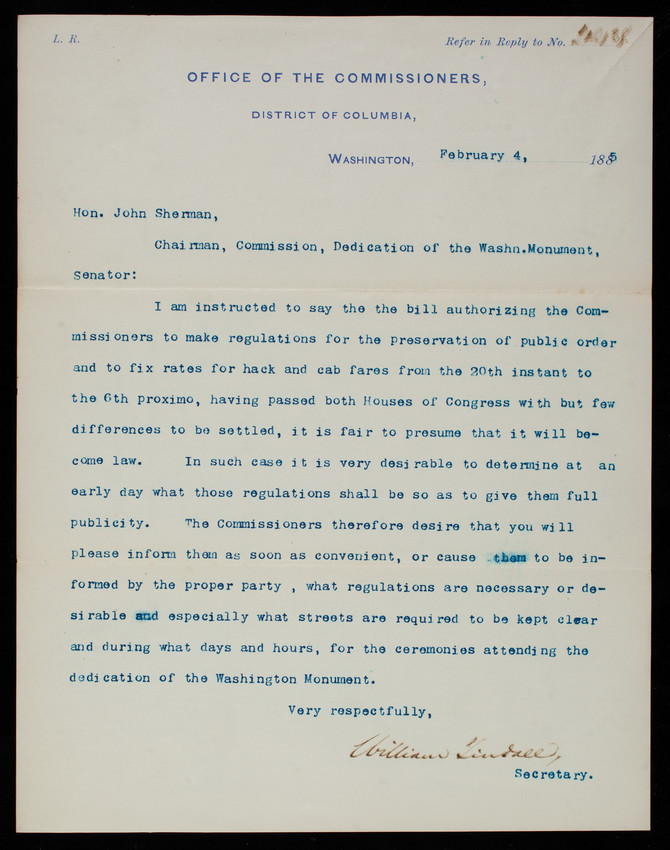 L. R.
Refer in Reply to No.
OFFICE OF THE COMMISSIONERS,
DISTRICT OF COLUMBIA,
WASHINGTON, February 4, 1885
Hon. John Sherman,
Chairman, Commission, Dedication of the Washn.Monument,
Senator:
I am instructed to say the the bill authorizing the Com-
missioners to make regulations for the preservation of public order
and to fix rates for hack and cab fares from the 20th instant to
the 6th proximo, having passed both Houses of Congress with but few
differences to be settled, it is fair to presume that it will be-
come law. In such case it is very desirable to determine at an
early day what those regulations shall be so as to give them full
publicity. The Commissioners therefore desire that you will
please inform them as soon as convenient, or cause them to be in-
formed by the proper party , what regulations are necessary or de-
sirable and especially what streets are required to be kept clear
and during what days and hours, for the ceremonies attending the
dedication of the Washington Monument.
Very respectfully,
William Tindall,
Secretary.